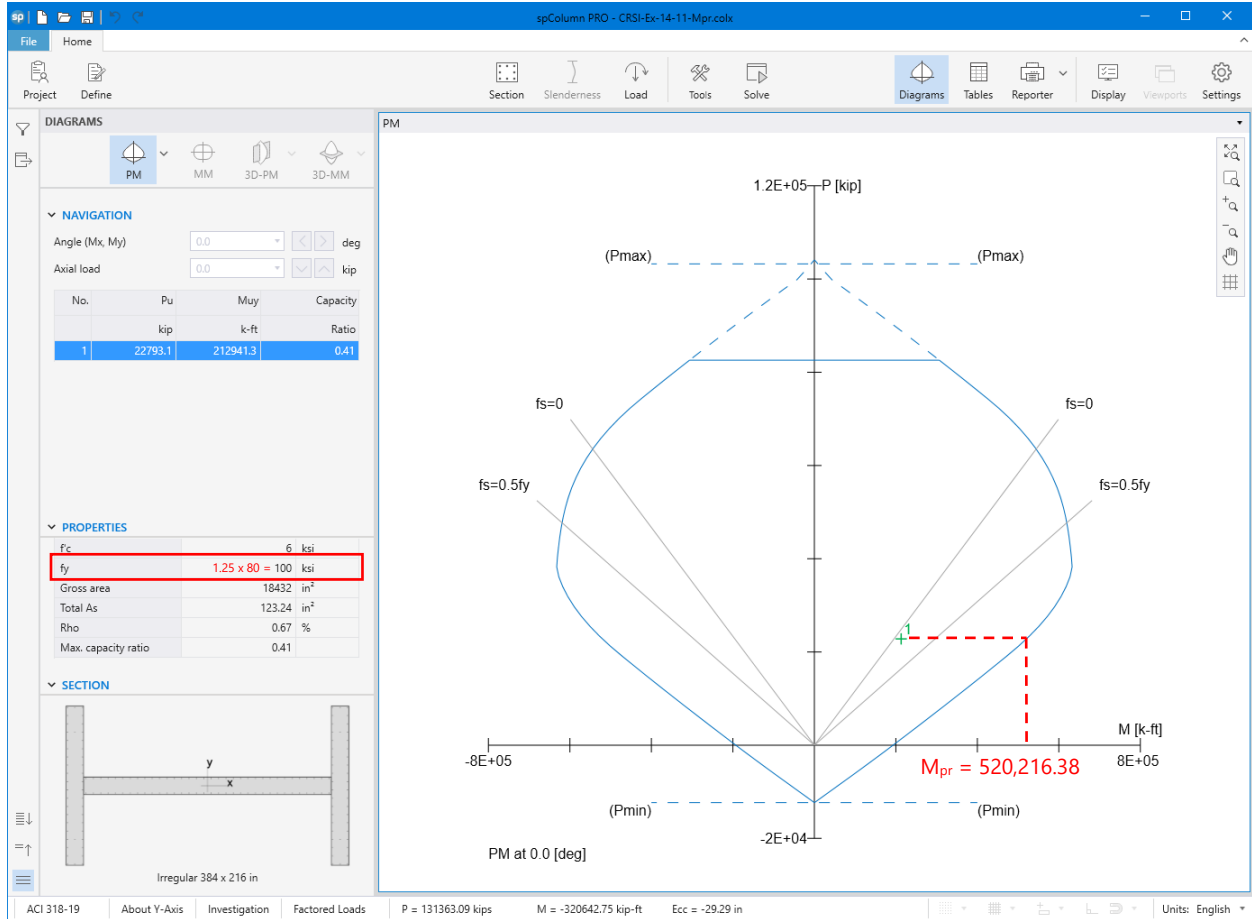 sp
spColumn PRO - CRSI-Ex-14-11-Mpr.colx
File Home
Project Define Section Slenderness Load Tools Solve Diagrams Tables Reporter Display Viewports Settings
DIAGRAMS
PM MM 3D-PM 3D-MM
NAVIGATION
Angle (Mx, My) 0.0 deg
Axial load 0.0 kip
No. Pu Muy Capacity
kip k-ft Ratio
1 22793.1 212941.3 0.41
PROPERTIES
f'c 6 ksi
fy 1.25 x 80 = 100 ksi
Gross area 18432 in²
Total As 123.24 in²
Rho 0.67 %
Max. capacity ratio 0.41
SECTION
y
x
Irregular 384 x 216 in
PM
1.2E+05 P [kip]
(Pmax) (Pmax)
fs=0 fs=0
fs=0.5fy fs=0.5fy
1
M [k-ft]
-8E+05 8E+05
Mpr = 520,216.38
(Pmin) (Pmin)
-2E+04
PM at 0.0 [deg]
ACI 318-19 About Y-Axis Investigation Factored Loads P = 131363.09 kips M = -320642.75 kip-ft Ecc = -29.29 in Units: English